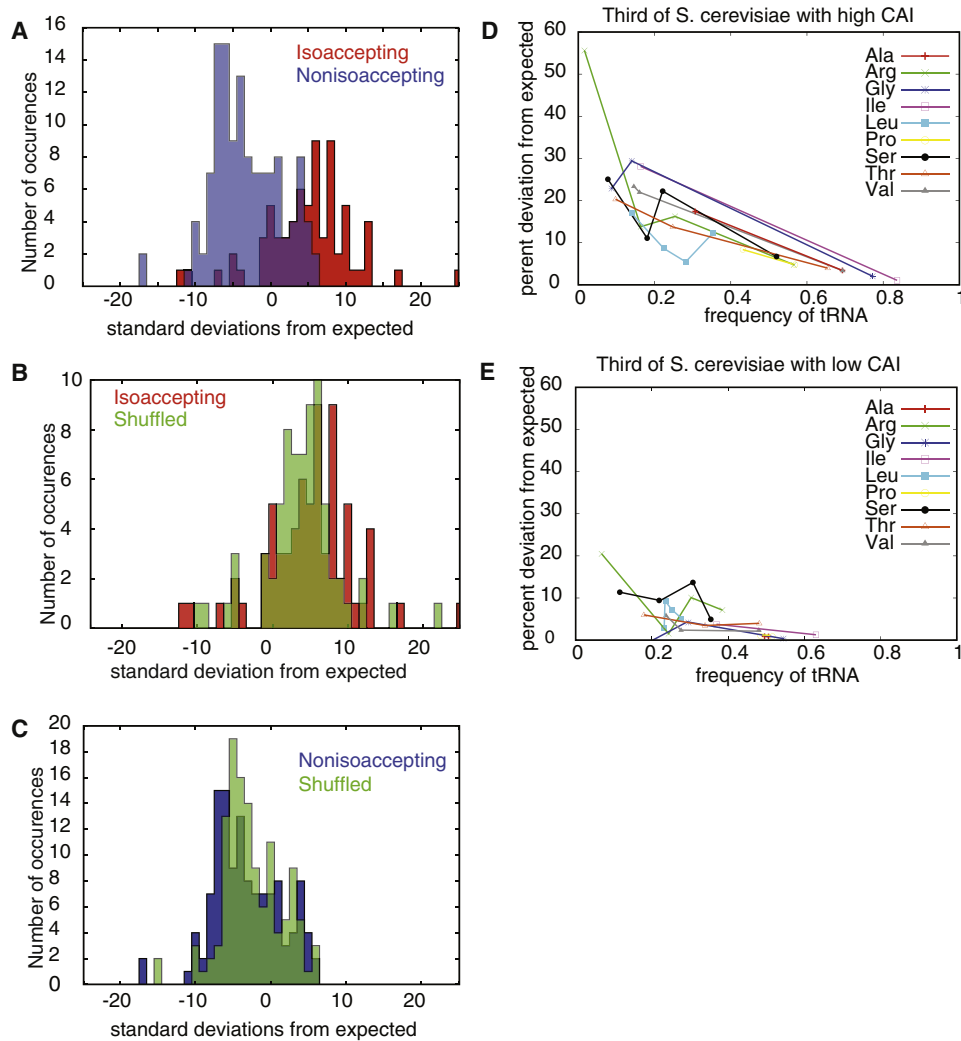 A
Isoaccepting
Nonisoaccepting
Number of occurences
16
14
12
10
8
6
4
2
0
-20
-10
0
10
20
standard deviations from expected
B
Isoaccepting
Shuffled
Number of occurences
10
8
6
4
2
0
-20
-10
0
10
20
standard deviation from expected
C
Nonisoaccepting
Shuffled
Number of occurences
20
18
16
14
12
10
8
6
4
2
0
-20
-10
0
10
20
standard deviations from expected
D
Third of S. cerevisiae with high CAI
perent deviation from expected
60
50
40
30
20
10
0
Ala
Arg
Gly
Ile
Leu
Pro
Ser
Thr
Val
0
0.2
0.4
0.6
0.8
1
frequency of tRNA
E
Third of S. cerevisiae with low CAI
percent deviation from expected
60
50
40
30
20
10
0
Ala
Arg
Gly
Ile
Leu
Pro
Ser
Thr
Val
0
0.2
0.4
0.6
0.8
1
frequency of tRNA